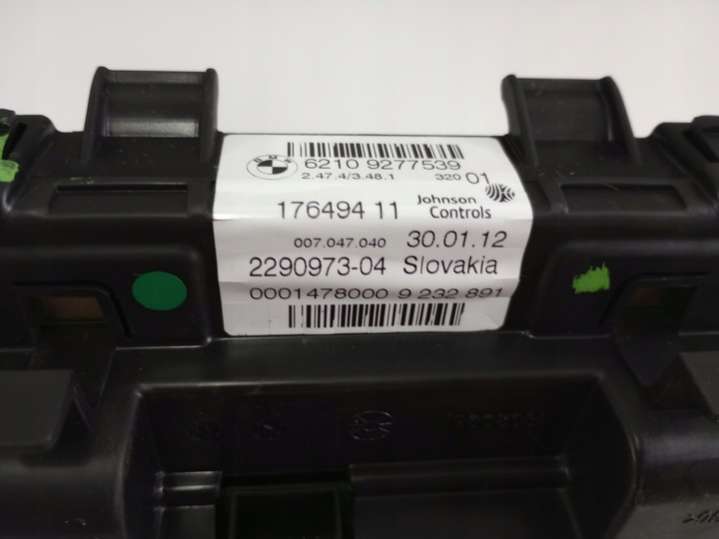 BMW 6210 9277539
2.47.4/3.48.1 320 01
176494 11 Johnson Controls
007.047.040 30.01.12
2290973-04 Slovakia
0001478000 9 232 891